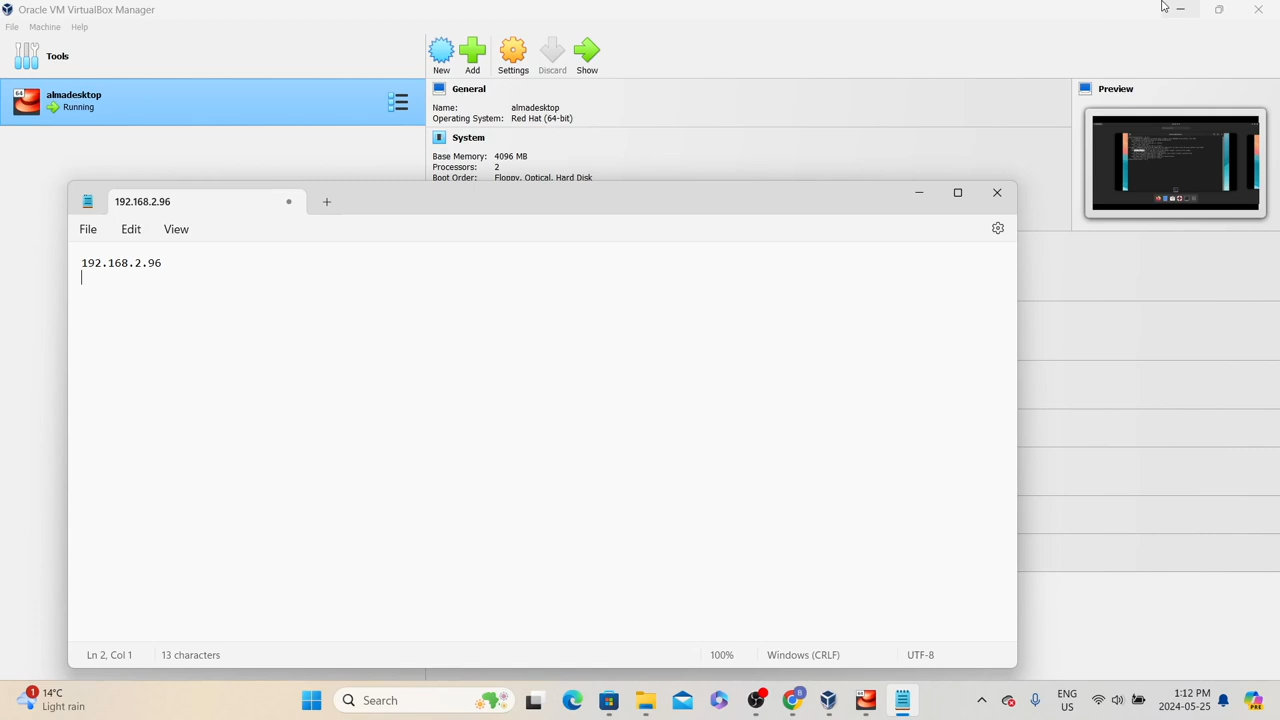 Oracle VM VirtualBox Manager
File Machine Help
Tools
New Add Settings Discard Show
64
almadesktop
Running
General
Name: almadesktop
Operating System: Red Hat (64-bit)
System
Base Memory: 4096 MB
Processors: 2
Boot Order: Floppy, Optical, Hard Disk
Preview
192.168.2.96
File Edit View
192.168.2.96
Ln 2, Col 1 13 characters 100% Windows (CRLF) UTF-8
1
14°C
Light rain
Search
B
64
ENG
US
1:12 PM
2024-05-25